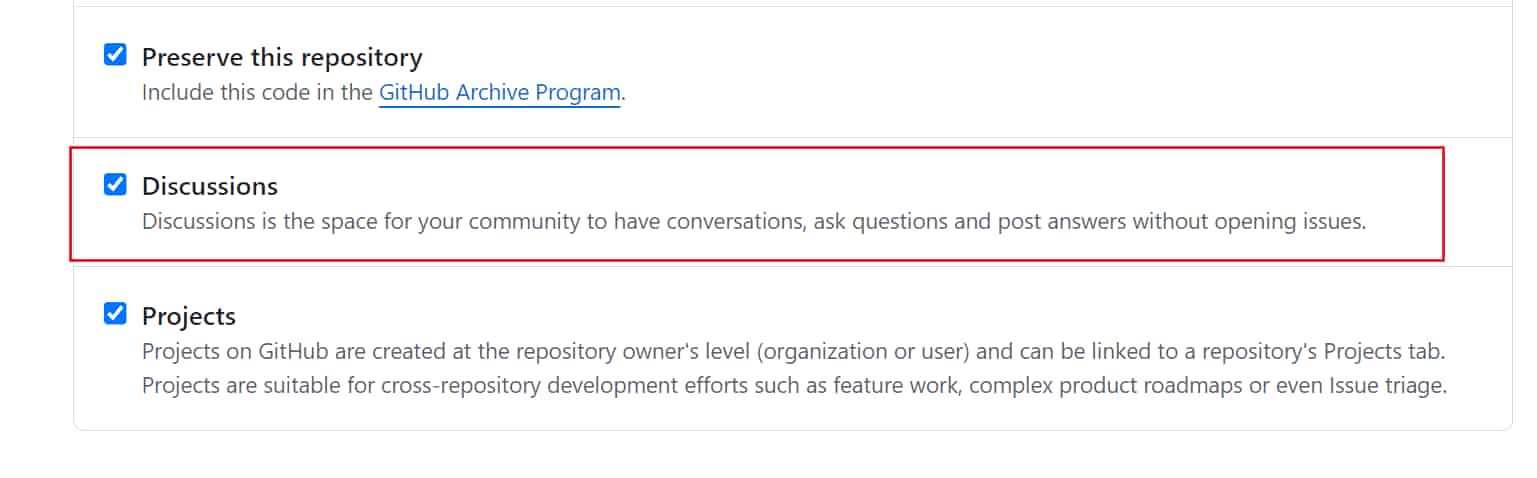 Preserve this repository
Include this code in the GitHub Archive Program.
Discussions
Discussions is the space for your community to have conversations, ask questions and post answers without opening issues.
Projects
Projects on GitHub are created at the repository owner's level (organization or user) and can be linked to a repository's Projects tab.
Projects are suitable for cross-repository development efforts such as feature work, complex product roadmaps or even Issue triage.